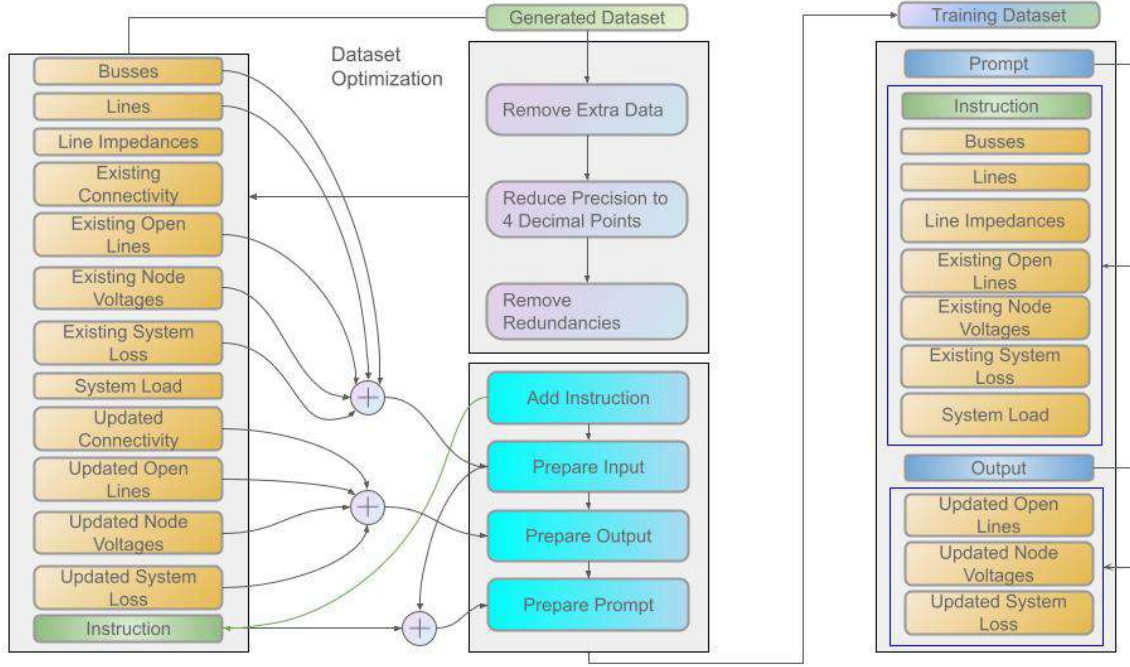 Generated Dataset
Training Dataset
Dataset
Optimization
Busses
Lines
Line Impedances
Existing
Connectivity
Existing Open
Lines
Existing Node
Voltages
Existing System
Loss
System Load
Updated
Connectivity
Updated Open
Lines
Updated Node
Voltages
Updated System
Loss
Instruction
Remove Extra Data
Reduce Precision to
4 Decimal Points
Remove
Redundancies
Add Instruction
Prepare Input
Prepare Output
Prepare Prompt
Prompt
Instruction
Busses
Lines
Line Impedances
Existing Open
Lines
Existing Node
Voltages
Existing System
Loss
System Load
Output
Updated Open
Lines
Updated Node
Voltages
Updated System
Loss